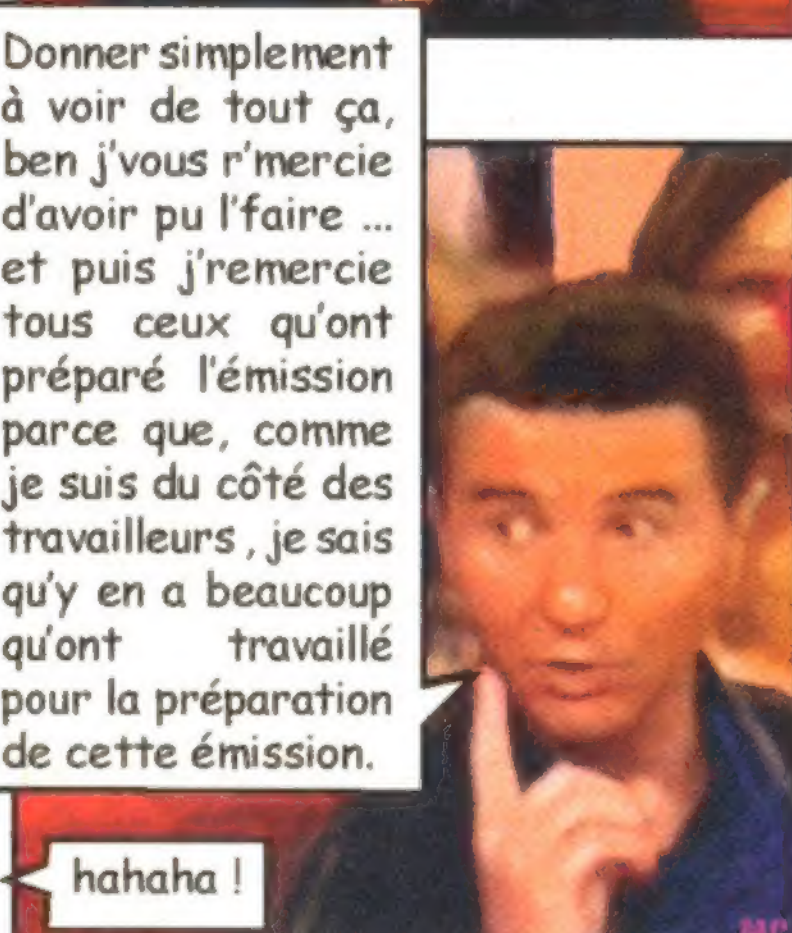 Donner simplement
à voir de tout ça,
ben j'vous r'mercie
d'avoir pu l'faire ...
et puis j'remercie
tous ceux qu'ont
préparé l'émission
parce que, comme
je suis du côté des
travailleurs , je sais
qu'y en a beaucoup
qu'ont travaillé
pour la préparation
de cette émission.
hahaha !